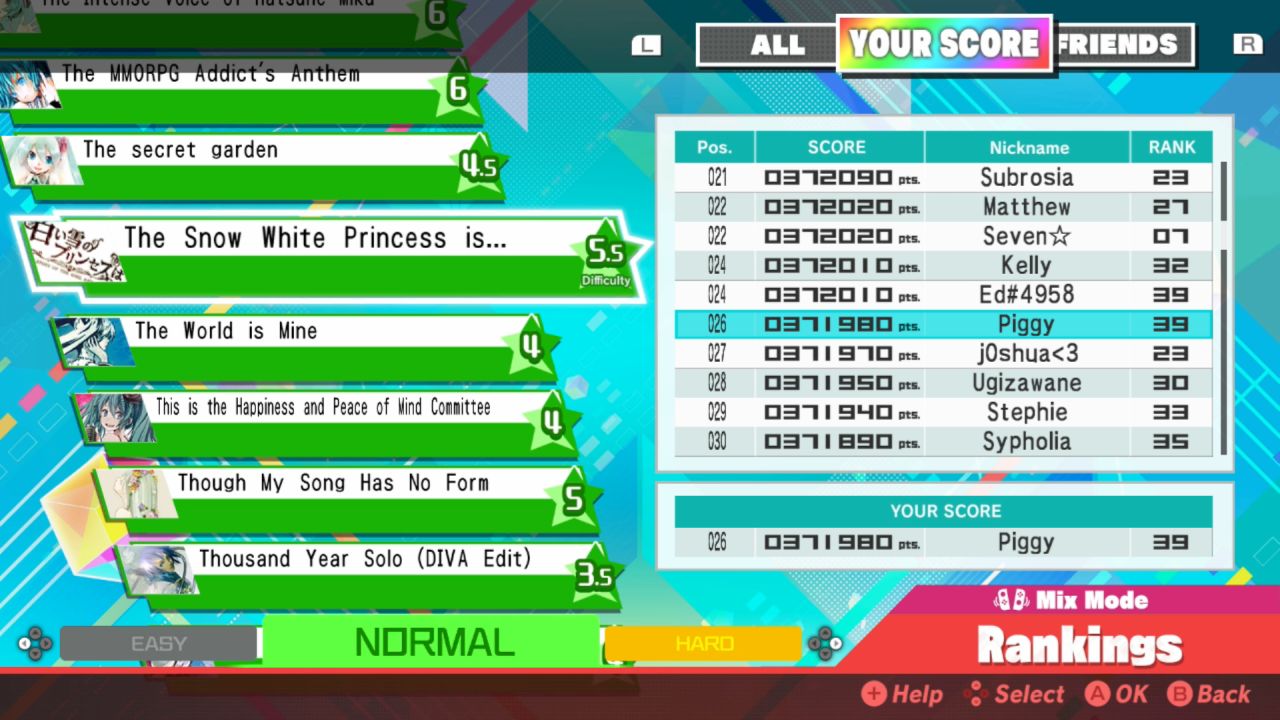 The Intense Voice of Hatsune Miku
6
The MMORPG Addict's Anthem
6
The secret garden
4.5
白い雪の
プリンセスは
The Snow White Princess is...
5.5
Difficulty
The World is Mine
4
This is the Happiness and Peace of Mind Committee
4
Though My Song Has No Form
5
Thousand Year Solo (DIVA Edit)
3.5
EASY
NORMAL
HARD
L
ALL
YOUR SCORE
FRIENDS
R
Pos. SCORE Nickname RANK
021 0372090 pts. Subrosia 23
022 0372020 pts. Matthew 27
022 0372020 pts. Seven☆ 07
024 0372010 pts. Kelly 32
024 0372010 pts. Ed#4958 39
026 0371980 pts. Piggy 39
027 0371970 pts. j0shua<3 23
028 0371950 pts. Ugizawane 30
029 0371940 pts. Stephie 33
030 0371890 pts. Sypholia 35
YOUR SCORE
026 0371980 pts. Piggy 39
Mix Mode
Rankings
+ Help Select A OK B Back